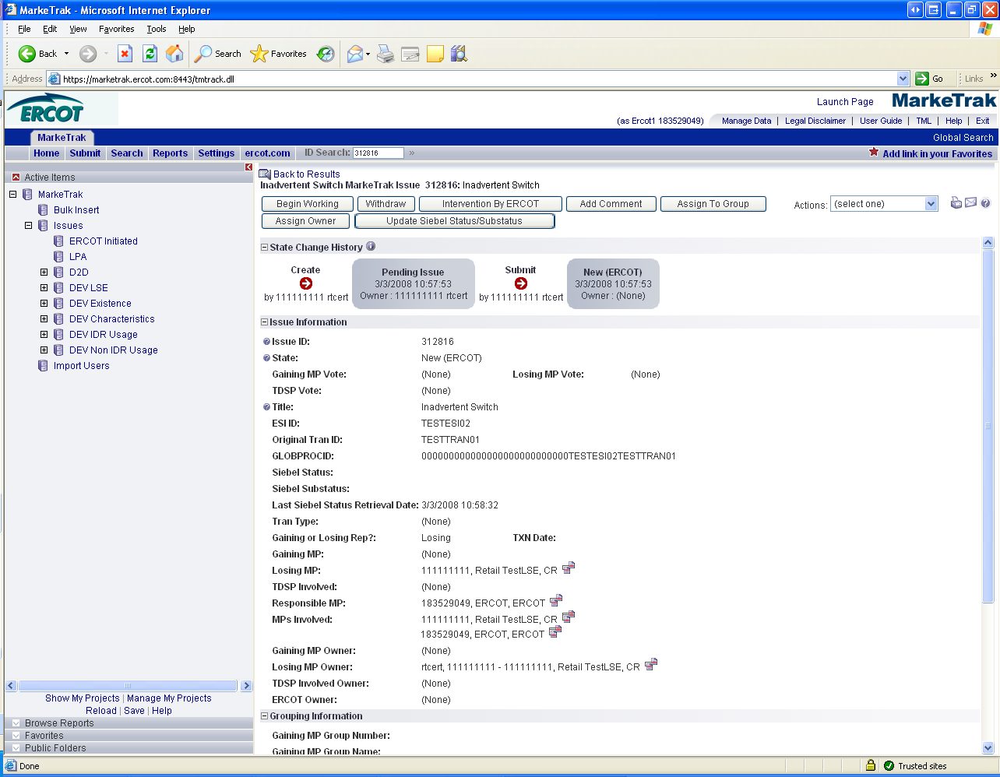 MarkeTrak - Microsoft Internet Explorer
File Edit View Favorites Tools Help
Back Search Favorites
Address https://marketrak.ercot.com:8443/tmtrack.dll Go Links »
ERCOT Launch Page MarkeTrak
(as Ercot1 183529049) Manage Data | Legal Disclaimer | User Guide | TML | Help | Exit
MarkeTrak Global Search
Home Submit Search Reports Settings ercot.com ID Search: 312816 » Add link in your Favorites
Active Items
MarkeTrak
Bulk Insert
Issues
ERCOT Initiated
LPA
D2D
DEV LSE
DEV Existence
DEV Characteristics
DEV IDR Usage
DEV Non IDR Usage
Import Users
Show My Projects | Manage My Projects
Reload | Save | Help
Browse Reports
Favorites
Public Folders
Back to Results
Inadvertent Switch MarkeTrak Issue 312816: Inadvertent Switch
Begin Working Withdraw Intervention By ERCOT Add Comment Assign To Group Actions: (select one)
Assign Owner Update Siebel Status/Substatus
State Change History
Create Pending Issue Submit New (ERCOT)
3/3/2008 10:57:53 3/3/2008 10:57:53
by 111111111 rtcert Owner : 111111111 rtcert by 111111111 rtcert Owner : (None)
Issue Information
Issue ID: 312816
State: New (ERCOT)
Gaining MP Vote: (None) Losing MP Vote: (None)
TDSP Vote: (None)
Title: Inadvertent Switch
ESI ID: TESTESI02
Original Tran ID: TESTTRAN01
GLOBPROCID: 000000000000000000000000000TESTESI02TESTTRAN01
Siebel Status:
Siebel Substatus:
Last Siebel Status Retrieval Date: 3/3/2008 10:58:32
Tran Type: (None)
Gaining or Losing Rep?: Losing TXN Date:
Gaining MP: (None)
Losing MP: 111111111, Retail TestLSE, CR
TDSP Involved: (None)
Responsible MP: 183529049, ERCOT, ERCOT
MPs Involved: 111111111, Retail TestLSE, CR
183529049, ERCOT, ERCOT
Gaining MP Owner: (None)
Losing MP Owner: rtcert, 111111111 - 111111111, Retail TestLSE, CR
TDSP Involved Owner: (None)
ERCOT Owner: (None)
Grouping Information
Gaining MP Group Number:
Gaining MP Group Name:
Done Trusted sites